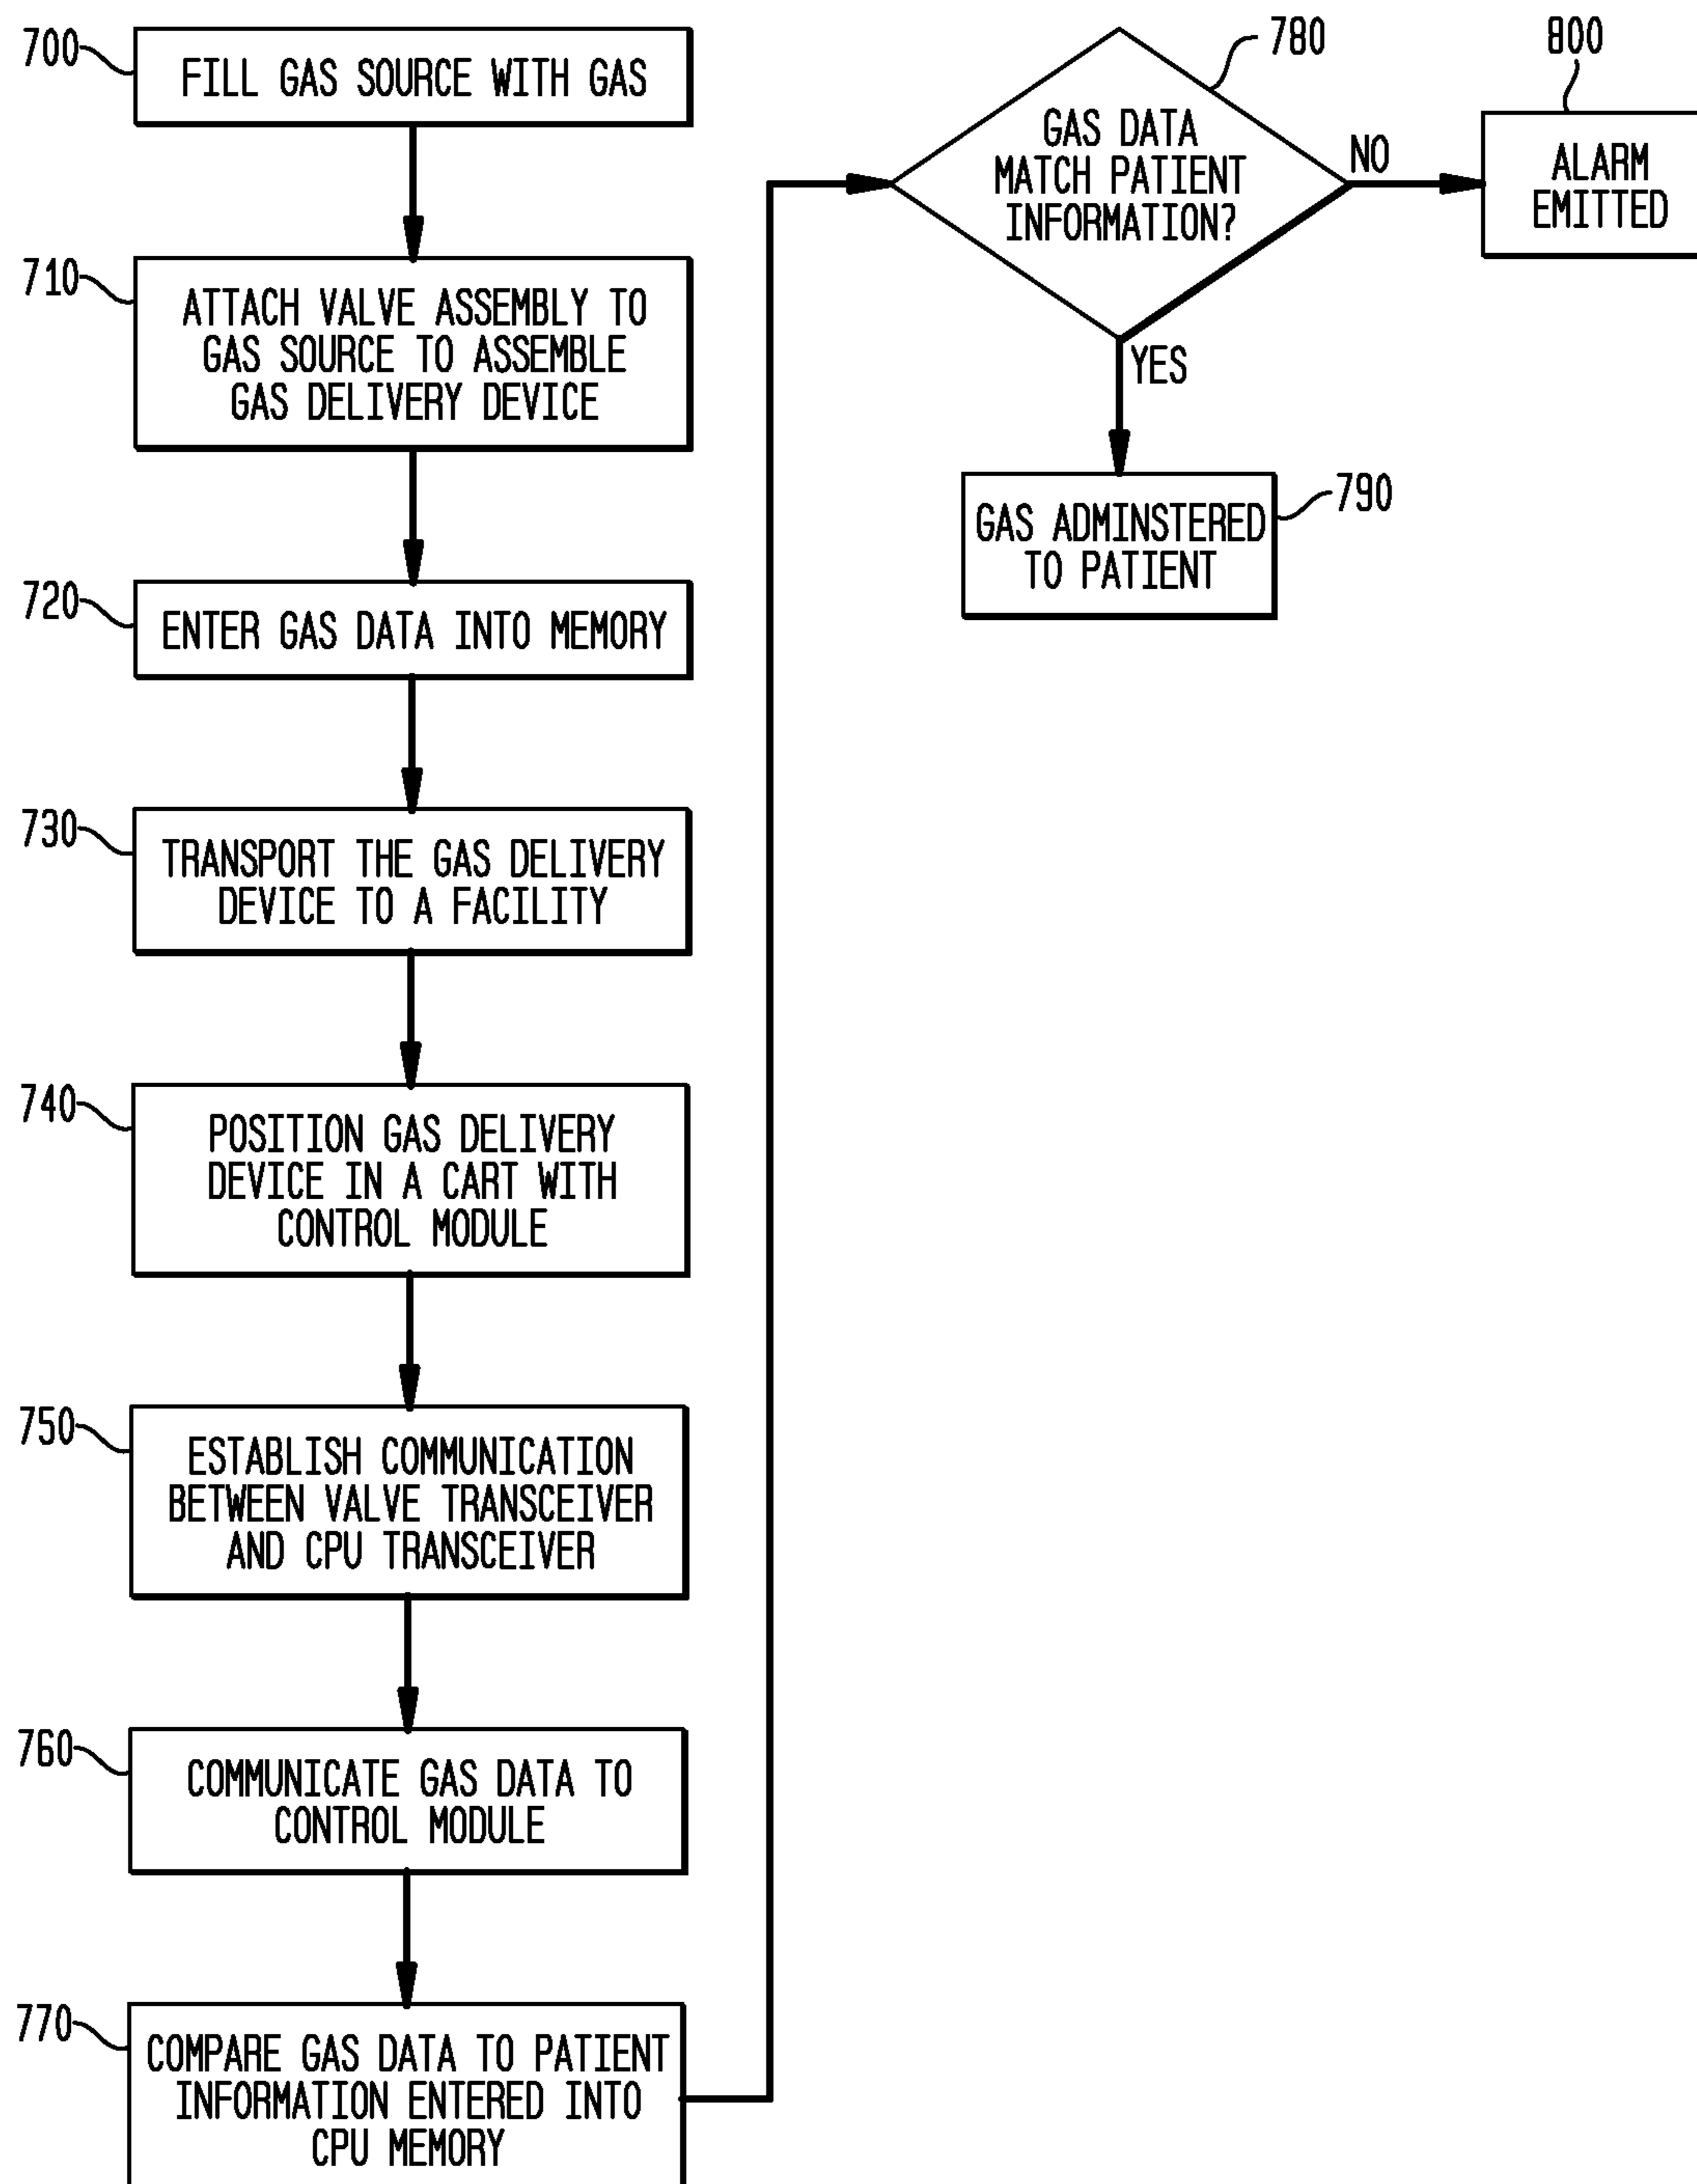 700
FILL GAS SOURCE WITH GAS
710
ATTACH VALVE ASSEMBLY TO
GAS SOURCE TO ASSEMBLE
GAS DELIVERY DEVICE
720
ENTER GAS DATA INTO MEMORY
730
TRANSPORT THE GAS DELIVERY
DEVICE TO A FACILITY
740
POSITION GAS DELIVERY
DEVICE IN A CART WITH
CONTROL MODULE
750
ESTABLISH COMMUNICATION
BETWEEN VALVE TRANSCEIVER
AND CPU TRANSCEIVER
760
COMMUNICATE GAS DATA TO
CONTROL MODULE
770
COMPARE GAS DATA TO PATIENT
INFORMATION ENTERED INTO
CPU MEMORY
780
GAS DATA
MATCH PATIENT
INFORMATION?
NO
800
ALARM
EMITTED
YES
790
GAS ADMINSTERED
TO PATIENT